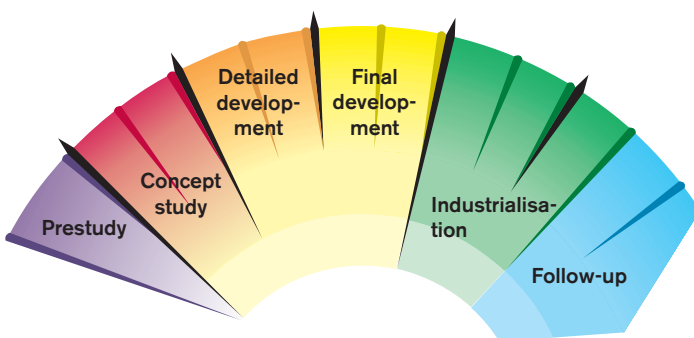 Prestudy
Concept
study
Detailed
develop-
ment
Final
develop-
ment
Industrialisa-
tion
Follow-up